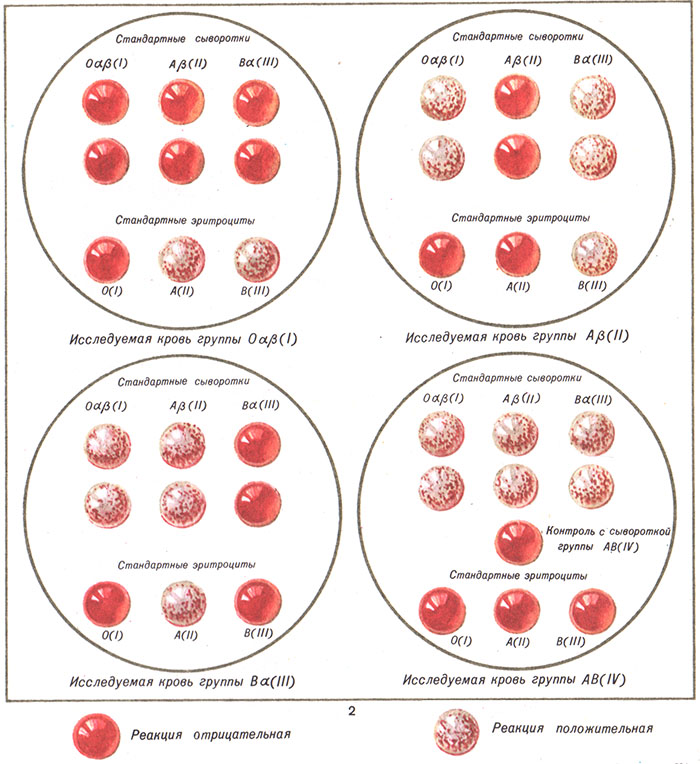 Стандартные сыворотки
Oαβ(I) Aβ(II) Bα(III)
Стандартные эритроциты
O(I) A(II) B(III)
Исследуемая кровь группы Oαβ(I)
Стандартные сыворотки
Oαβ(I) Aβ(II) Bα(III)
Стандартные эритроциты
O(I) A(II) B(III)
Исследуемая кровь группы Aβ(II)
Стандартные сыворотки
Oαβ(I) Aβ(II) Bα(III)
Стандартные эритроциты
O(I) A(II) B(III)
Исследуемая кровь группы Bα(III)
Стандартные сыворотки
Oαβ(I) Aβ(II) Bα(III)
Контроль с сывороткой
группы AB(IV)
Стандартные эритроциты
O(I) A(II) B(III)
Исследуемая кровь группы AB(IV)
2
Реакция отрицательная
Реакция положительная